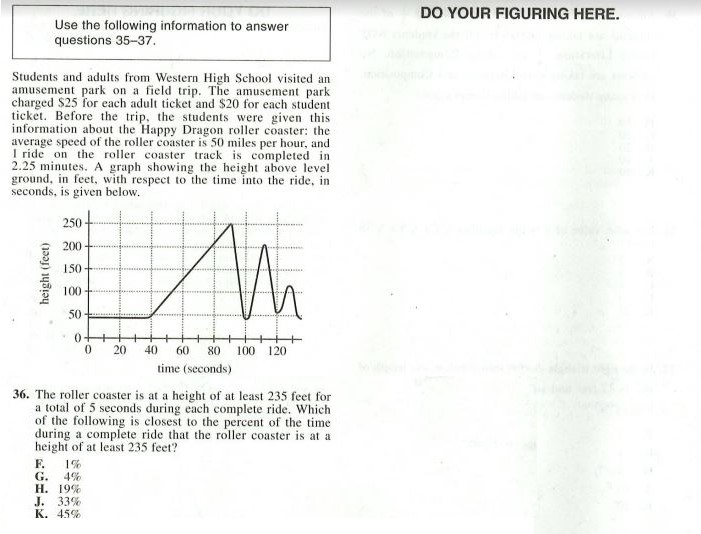 Use the following information to answer
questions 35–37.
DO YOUR FIGURING HERE.
Students and adults from Western High School visited an
amusement park on a field trip. The amusement park
charged $25 for each adult ticket and $20 for each student
ticket. Before the trip, the students were given this
information about the Happy Dragon roller coaster: the
average speed of the roller coaster is 50 miles per hour, and
1 ride on the roller coaster track is completed in
2.25 minutes. A graph showing the height above level
ground, in feet, with respect to the time into the ride, in
seconds, is given below.
height (feet)
250
200
150
100
50
0
0 20 40 60 80 100 120
time (seconds)
36. The roller coaster is at a height of at least 235 feet for
a total of 5 seconds during each complete ride. Which
of the following is closest to the percent of the time
during a complete ride that the roller coaster is at a
height of at least 235 feet?
F. 1%
G. 4%
H. 19%
J. 33%
K. 45%